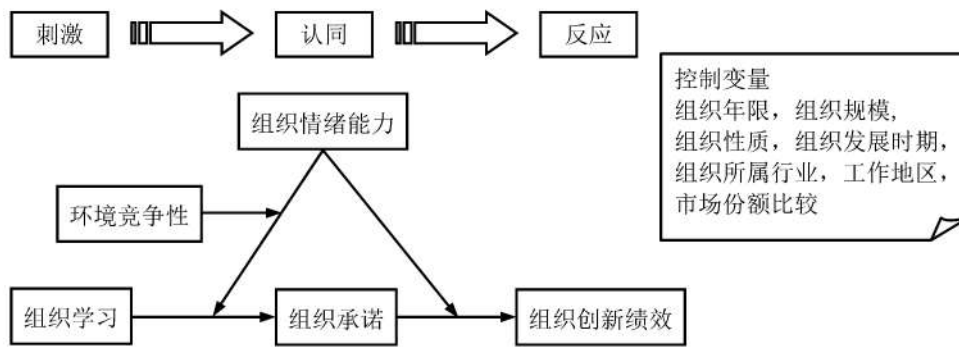 刺激
认同
反应
控制变量
组织年限，组织规模,
组织性质，组织发展时期，
组织所属行业，工作地区，
市场份额比较
组织情绪能力
环境竞争性
组织学习
组织承诺
组织创新绩效